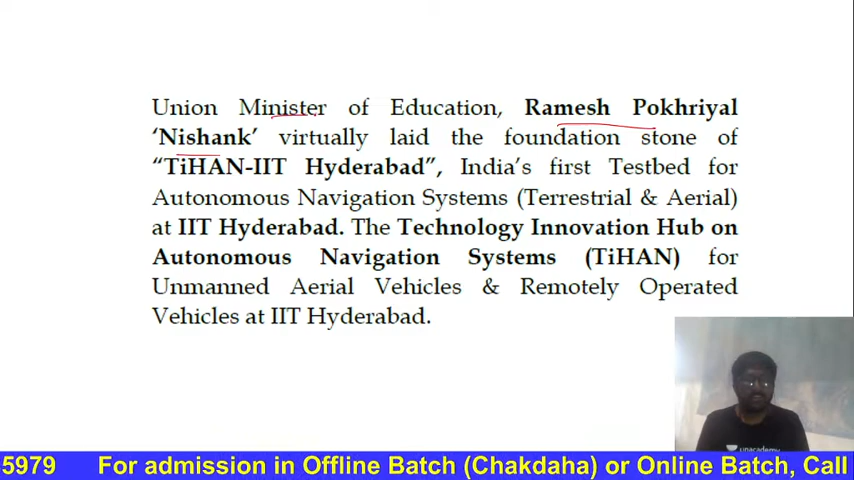 Union Minister of Education, Ramesh Pokhriyal
‘Nishank’ virtually laid the foundation stone of
“TiHAN-IIT Hyderabad”, India’s first Testbed for
Autonomous Navigation Systems (Terrestrial & Aerial)
at IIT Hyderabad. The Technology Innovation Hub on
Autonomous Navigation Systems (TiHAN) for
Unmanned Aerial Vehicles & Remotely Operated
Vehicles at IIT Hyderabad.
unacademy
5979 For admission in Offline Batch (Chakdaha) or Online Batch, Call